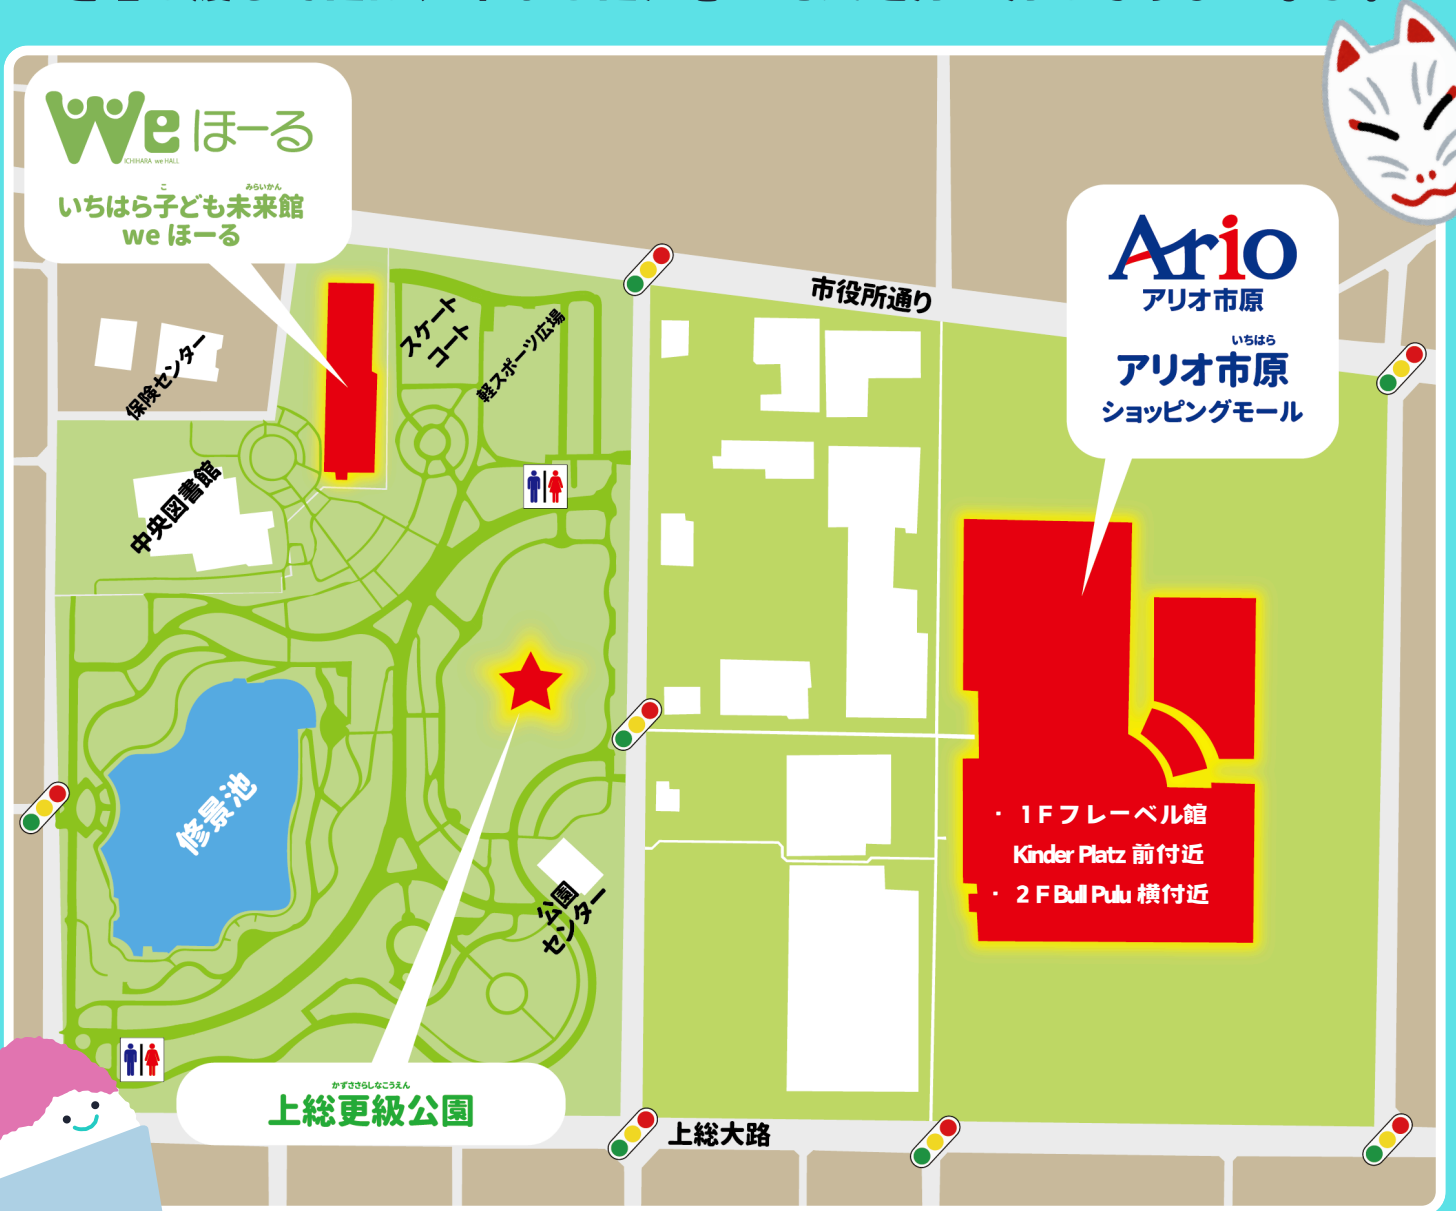 We ほーる
ICHIHARA we HALL
こ みらいかん
いちはら子ども未来館
we ほーる
Ario
アリオ市原
いちはら
アリオ市原
ショッピングモール
市役所通り
スケート
コート
軽スポーツ広場
保険センター
中央図書館
修景池
・ 1F フレーベル館
Kinder Platz 前付近
・ 2F Bull Pulu 横付近
公園
センター
かずささらしなこうえん
上総更級公園
上総大路